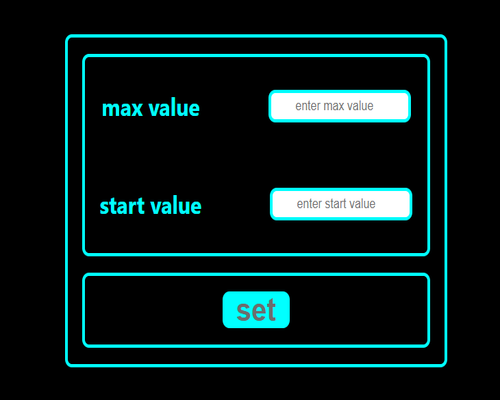 max value
enter max value
start value
enter start value
set